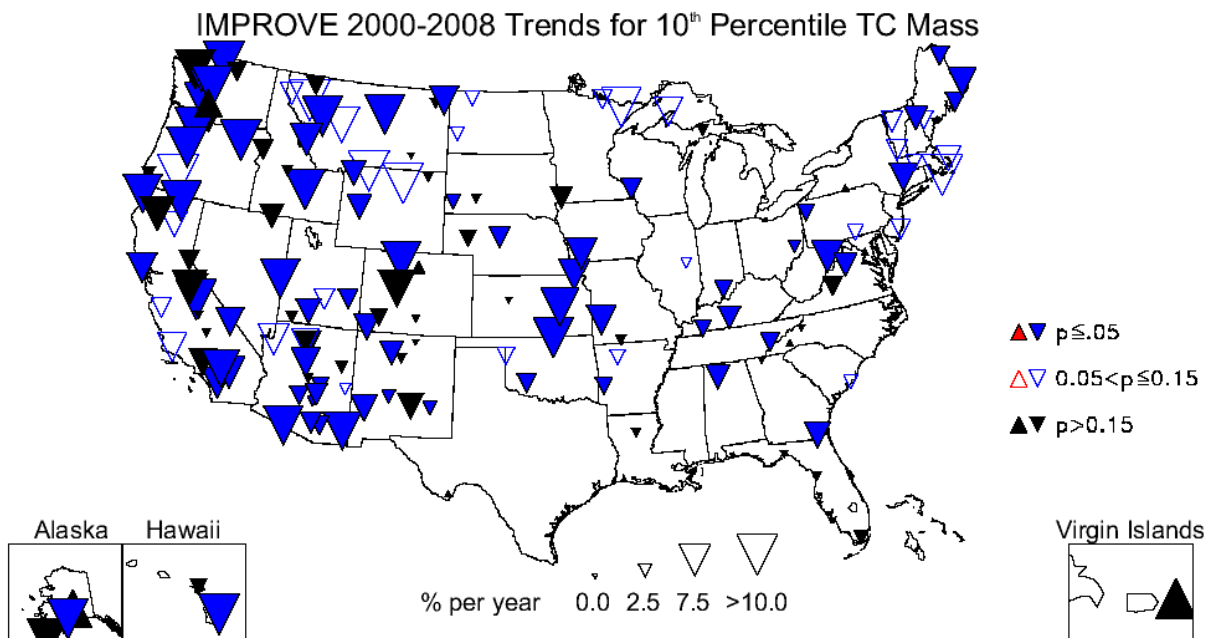 IMPROVE 2000-2008 Trends for 10th Percentile TC Mass
p≦.05
0.05<p≦0.15
p>0.15
Alaska
Hawaii
Virgin Islands
% per year 0.0 2.5 7.5 >10.0